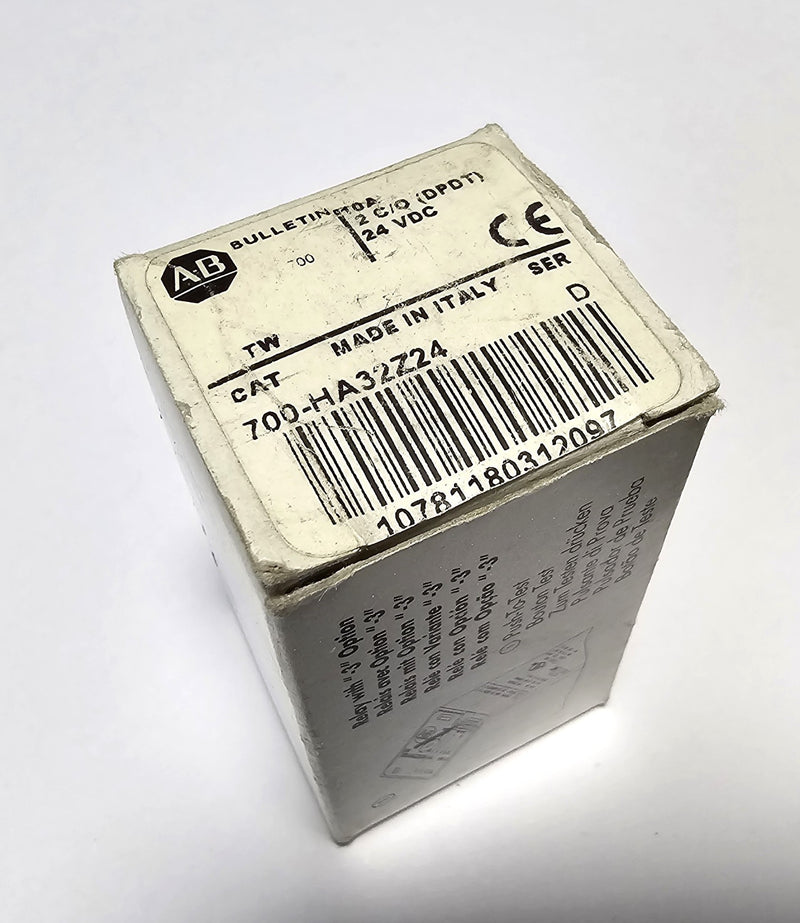 AB
BULLETIN 10A
700
2 C/O (DPDT)
24 VDC
CE
TW
MADE IN ITALY
SER
CAT
D
700-HA32Z24
10781180312097
Relay with "-3" Option
Relais avec Option "-3"
Relais mit Option "-3"
Relé con Variante "-3"
Relé con Opción "-3"
Relé com Opção "-3"
Push-To-Test
Bouton Test
Zum Testen drücken
Pulsante di Prova
Pulsador de Prueba
Botão de Teste